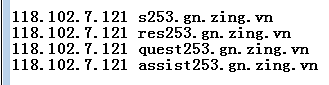 118.102.7.121 s253.gn.zing.vn
118.102.7.121 res253.gn.zing.vn
118.102.7.121 quest253.gn.zing.vn
118.102.7.121 assist253.gn.zing.vn